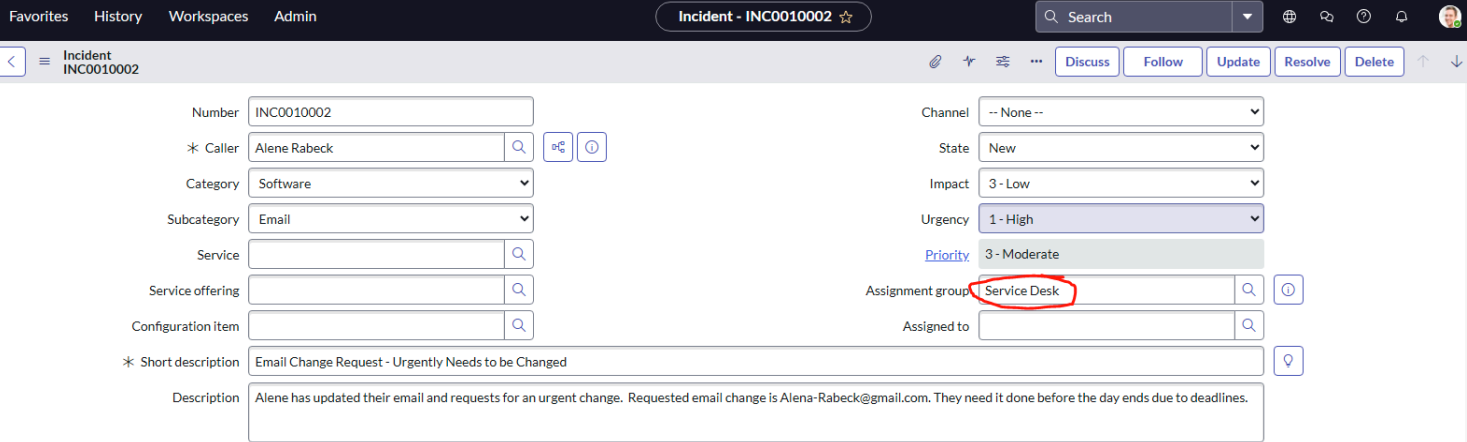 Favorites History Workspaces Admin Incident - INC0010002 Search
Incident Discuss Follow Update Resolve Delete
INC0010002
Number INC0010002 Channel -- None --
Caller Alene Rabeck State New
Category Software Impact 3 - Low
Subcategory Email Urgency 1 - High
Service Priority 3 - Moderate
Service offering Assignment group Service Desk
Configuration item Assigned to
Short description Email Change Request - Urgently Needs to be Changed
Description Alene has updated their email and requests for an urgent change. Requested email change is Alena-Rabeck@gmail.com. They need it done before the day ends due to deadlines.